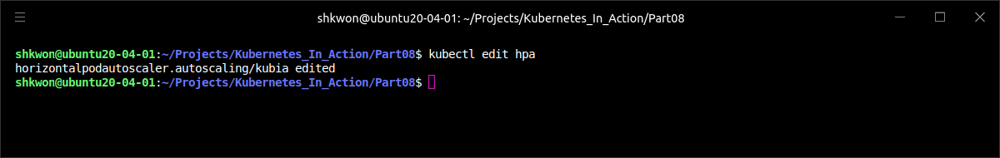 shkwon@ubuntu20-04-01: ~/Projects/Kubernetes_In_Action/Part08
shkwon@ubuntu20-04-01:~/Projects/Kubernetes_In_Action/Part08$ kubectl edit hpa
horizontalpodautoscaler.autoscaling/kubia edited
shkwon@ubuntu20-04-01:~/Projects/Kubernetes_In_Action/Part08$